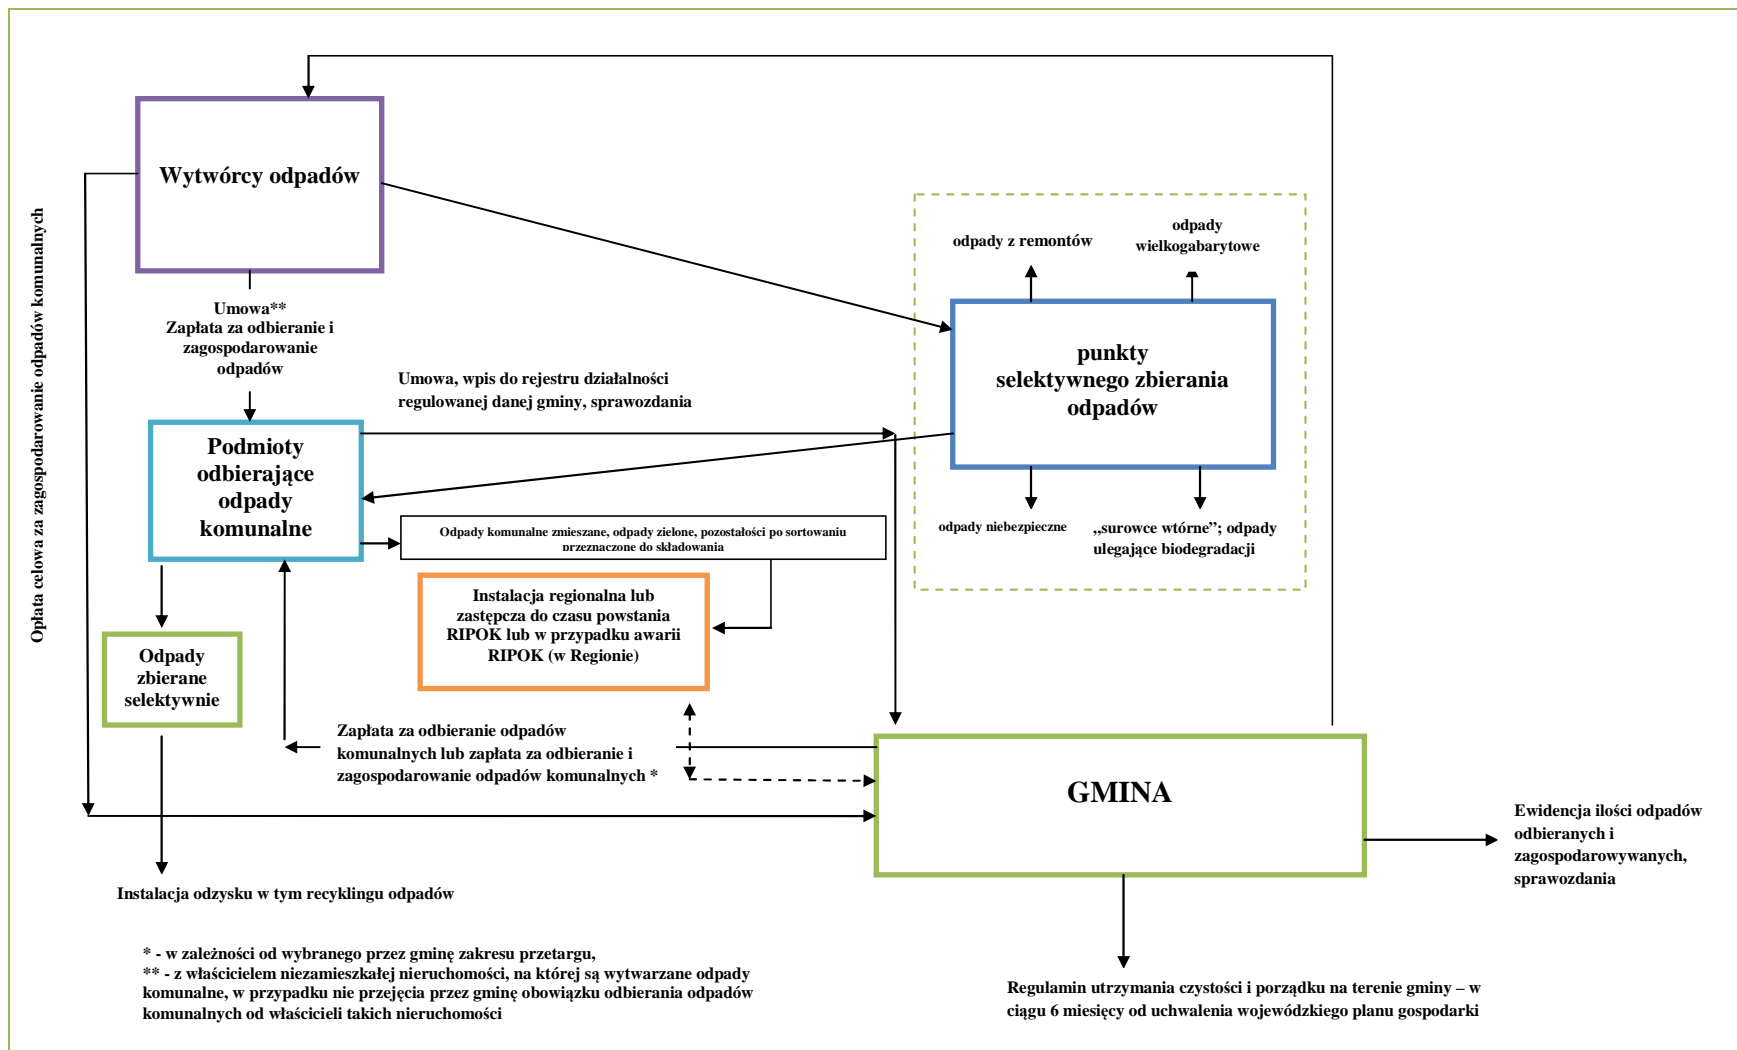 Wytwórcy odpadów
Opłata celowa za zagospodarowanie odpadów komunalnych
odpady z remontów
odpady
wielkogabarytowe
Umowa**
Zapłata za odbieranie i
zagospodarowanie
odpadów
punkty
selektywnego zbierania
odpadów
Umowa, wpis do rejestru działalności
regulowanej danej gminy, sprawozdania
Podmioty
odbierające
odpady
komunalne
odpady niebezpieczne
„surowce wtórne”; odpady
ulegające biodegradacji
Odpady komunalne zmieszane, odpady zielone, pozostałości po sortowaniu
przeznaczone do składowania
Instalacja regionalna lub
zastępcza do czasu powstania
RIPOK lub w przypadku awarii
RIPOK (w Regionie)
Odpady
zbierane
selektywnie
Zapłata za odbieranie odpadów
komunalnych lub zapłata za odbieranie i
zagospodarowanie odpadów komunalnych *
GMINA
Ewidencja ilości odpadów
odbieranych i
zagospodarowywanych,
sprawozdania
Instalacja odzysku w tym recyklingu odpadów
* - w zależności od wybranego przez gminę zakresu przetargu,
** - z właścicielem niezamieszkałej nieruchomości, na której są wytwarzane odpady
komunalne, w przypadku nie przejęcia przez gminę obowiązku odbierania odpadów
komunalnych od właścicieli takich nieruchomości
Regulamin utrzymania czystości i porządku na terenie gminy – w
ciągu 6 miesięcy od uchwalenia wojewódzkiego planu gospodarki